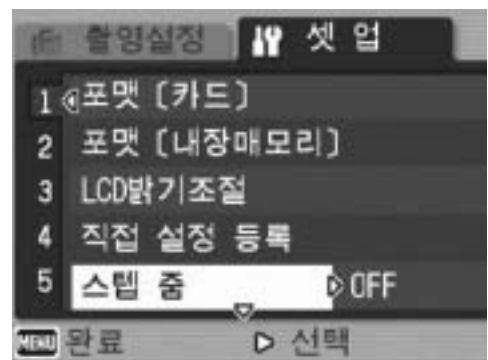 촬영설정 셋 업
1 포맷 [카드]
2 포맷 [내장메모리]
3 LCD밝기조절
4 직접 설정 등록
5 스텝 줌 OFF
MENU 완료 선택